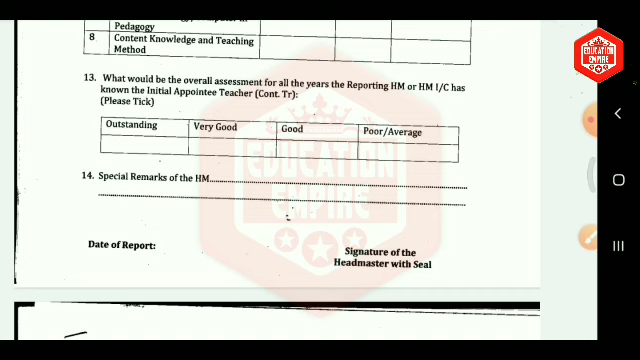 Pedagogy
8 Content Knowledge and Teaching
Method
13. What would be the overall assessment for all the years the Reporting HM or HM I/C has
known the Initial Appointee Teacher (Cont. Tr):
(Please Tick)
Outstanding Very Good Good Poor/Average
14. Special Remarks of the HM
Date of Report:
Signature of the
Headmaster with Seal
EDUCATION
EMPIRE
EDUCATION
EMPIRE